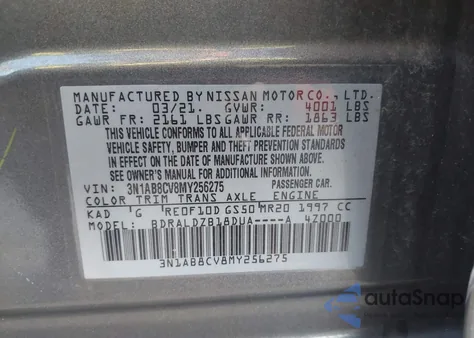 MANUFACTURED BY NISSAN MOTOR CO., LTD.
DATE: 03/21. GVWR: 4001 LBS
GAWR FR: 2161 LBS GAWR RR: 1863 LBS
THIS VEHICLE CONFORMS TO ALL APPLICABLE FEDERAL MOTOR
VEHICLE SAFETY, BUMPER AND THEFT PREVENTION STANDARDS
IN EFFECT ON THE DATE OF MANUFACTURE SHOWN ABOVE. SEE
OWNER'S MANUAL FOR ADDITIONAL INFORMATION.
VIN: 3N1AB8CV8MY256275 PASSENGER CAR.
COLOR TRIM TRANS AXLE ENGINE
KAD G RE0F10D GS50 MR20 1997 CC
MODEL: BDRALDZB18DUA----A 4Z000
3N1AB8CV8MY256275
autoSnap